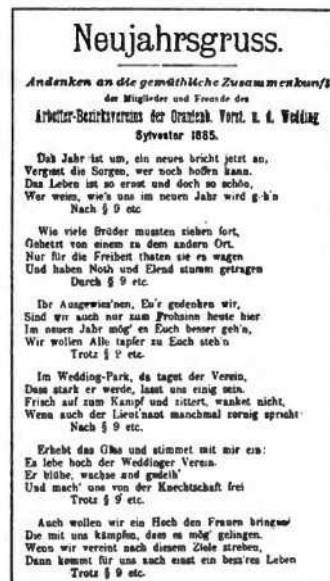 Neujahrsgruss.
Andenken an die gemüthliche Zusammenkunft
der Mitglieder und Freunde des
Arbeiter-Bezirksvereins der Oranienb. Vorst. u. d. Wedding
Sylvester 1885.
Das Jahr ist um, ein neues bricht jetzt an,
Vergesst die Sorgen, wer noch hoffen kann.
Das Leben ist so ernst und doch so schön,
Wer weiss, wie's uns im neuen Jahr wird geh'n
Nach § 9 etc.
Wie viele Brüder mussten ziehen fort,
Gehetzt von einem zu dem andern Ort.
Nur für die Freiheit thaten sie es wagen
Und haben Noth und Elend stumm getragen
Durch § 9 etc.
Ihr Ausgewies'nen, Eu'r gedenken wir,
Sind wir auch nur zum Frohsinn heute hier
Im neuen Jahr mög' es Euch besser geh'n,
Wir wollen Alle tapfer zu Euch steh'n
Trotz § 9 etc.
Im Wedding-Park, da taget der Verein,
Dass stark er werde, lasst uns einig sein.
Frisch auf zum Kampf und zittert, wanket nicht,
Wenn auch der Lieut'nant manchmal zornig spricht
Nach § 9 etc.
Erhebt das Glas und stimmet mit mir ein:
Es lebe hoch der Weddinger Verein.
Er blühe, wachse und gedeih'
Und mach' uns von der Knechtschaft frei
Trotz § 9 etc.
Auch wollen wir ein Hoch den Frauen bringen
Die mit uns kämpfen, dass es mög' gelingen.
Wenn wir vereint nach diesem Ziele streben,
Dann kommt für uns auch einst ein bess'res Leben
Trotz § 9 etc.